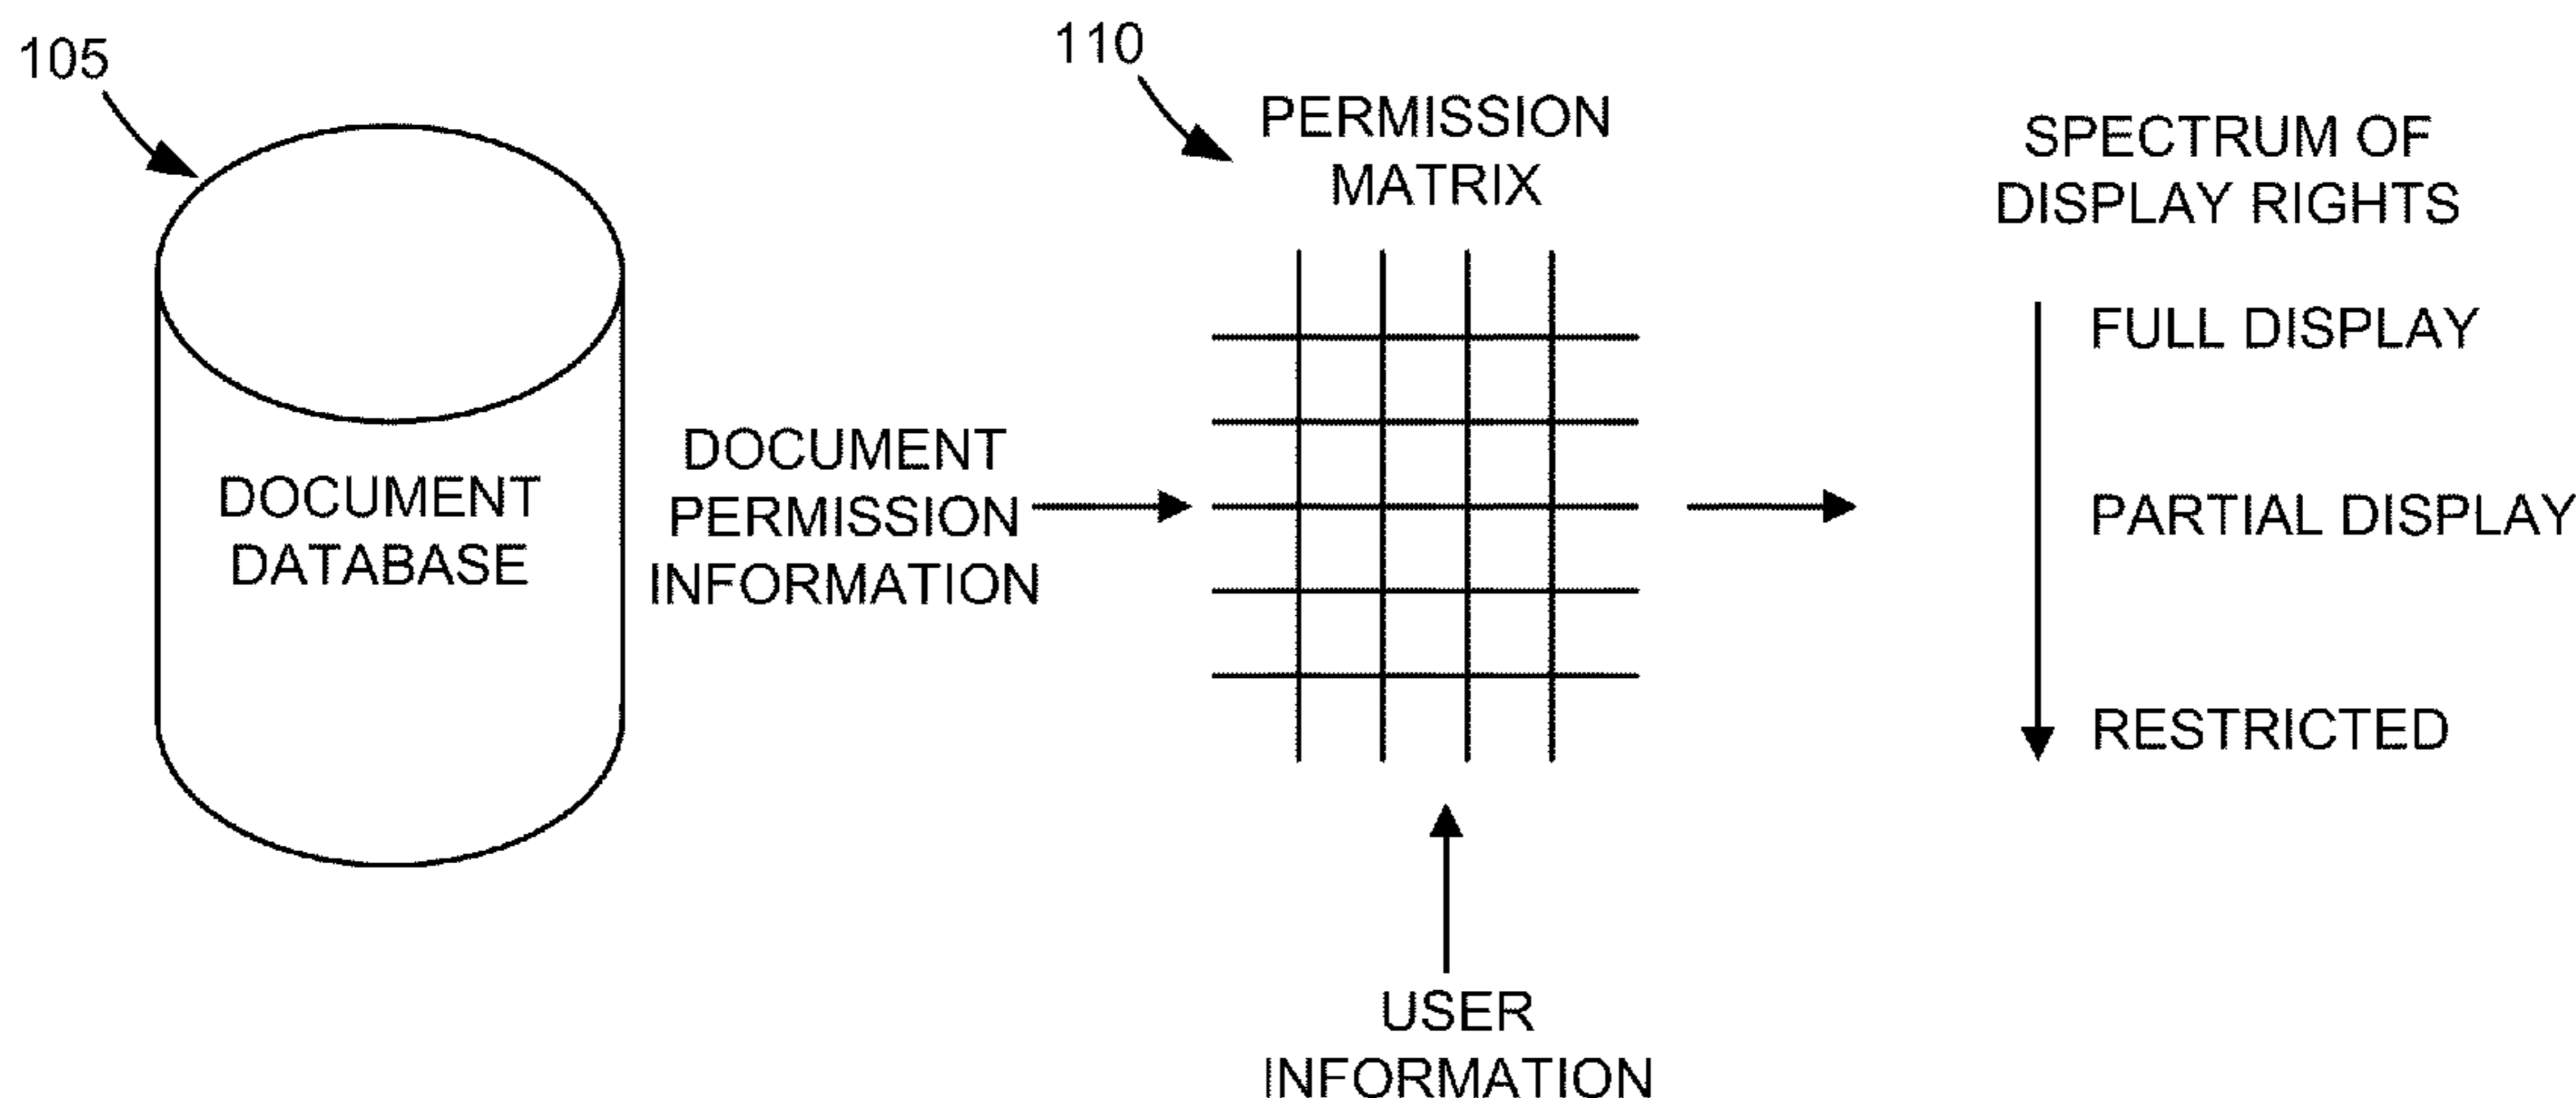 105
110
PERMISSION
MATRIX
SPECTRUM OF
DISPLAY RIGHTS
FULL DISPLAY
DOCUMENT
DATABASE
DOCUMENT
PERMISSION
INFORMATION
PARTIAL DISPLAY
RESTRICTED
USER
INFORMATION